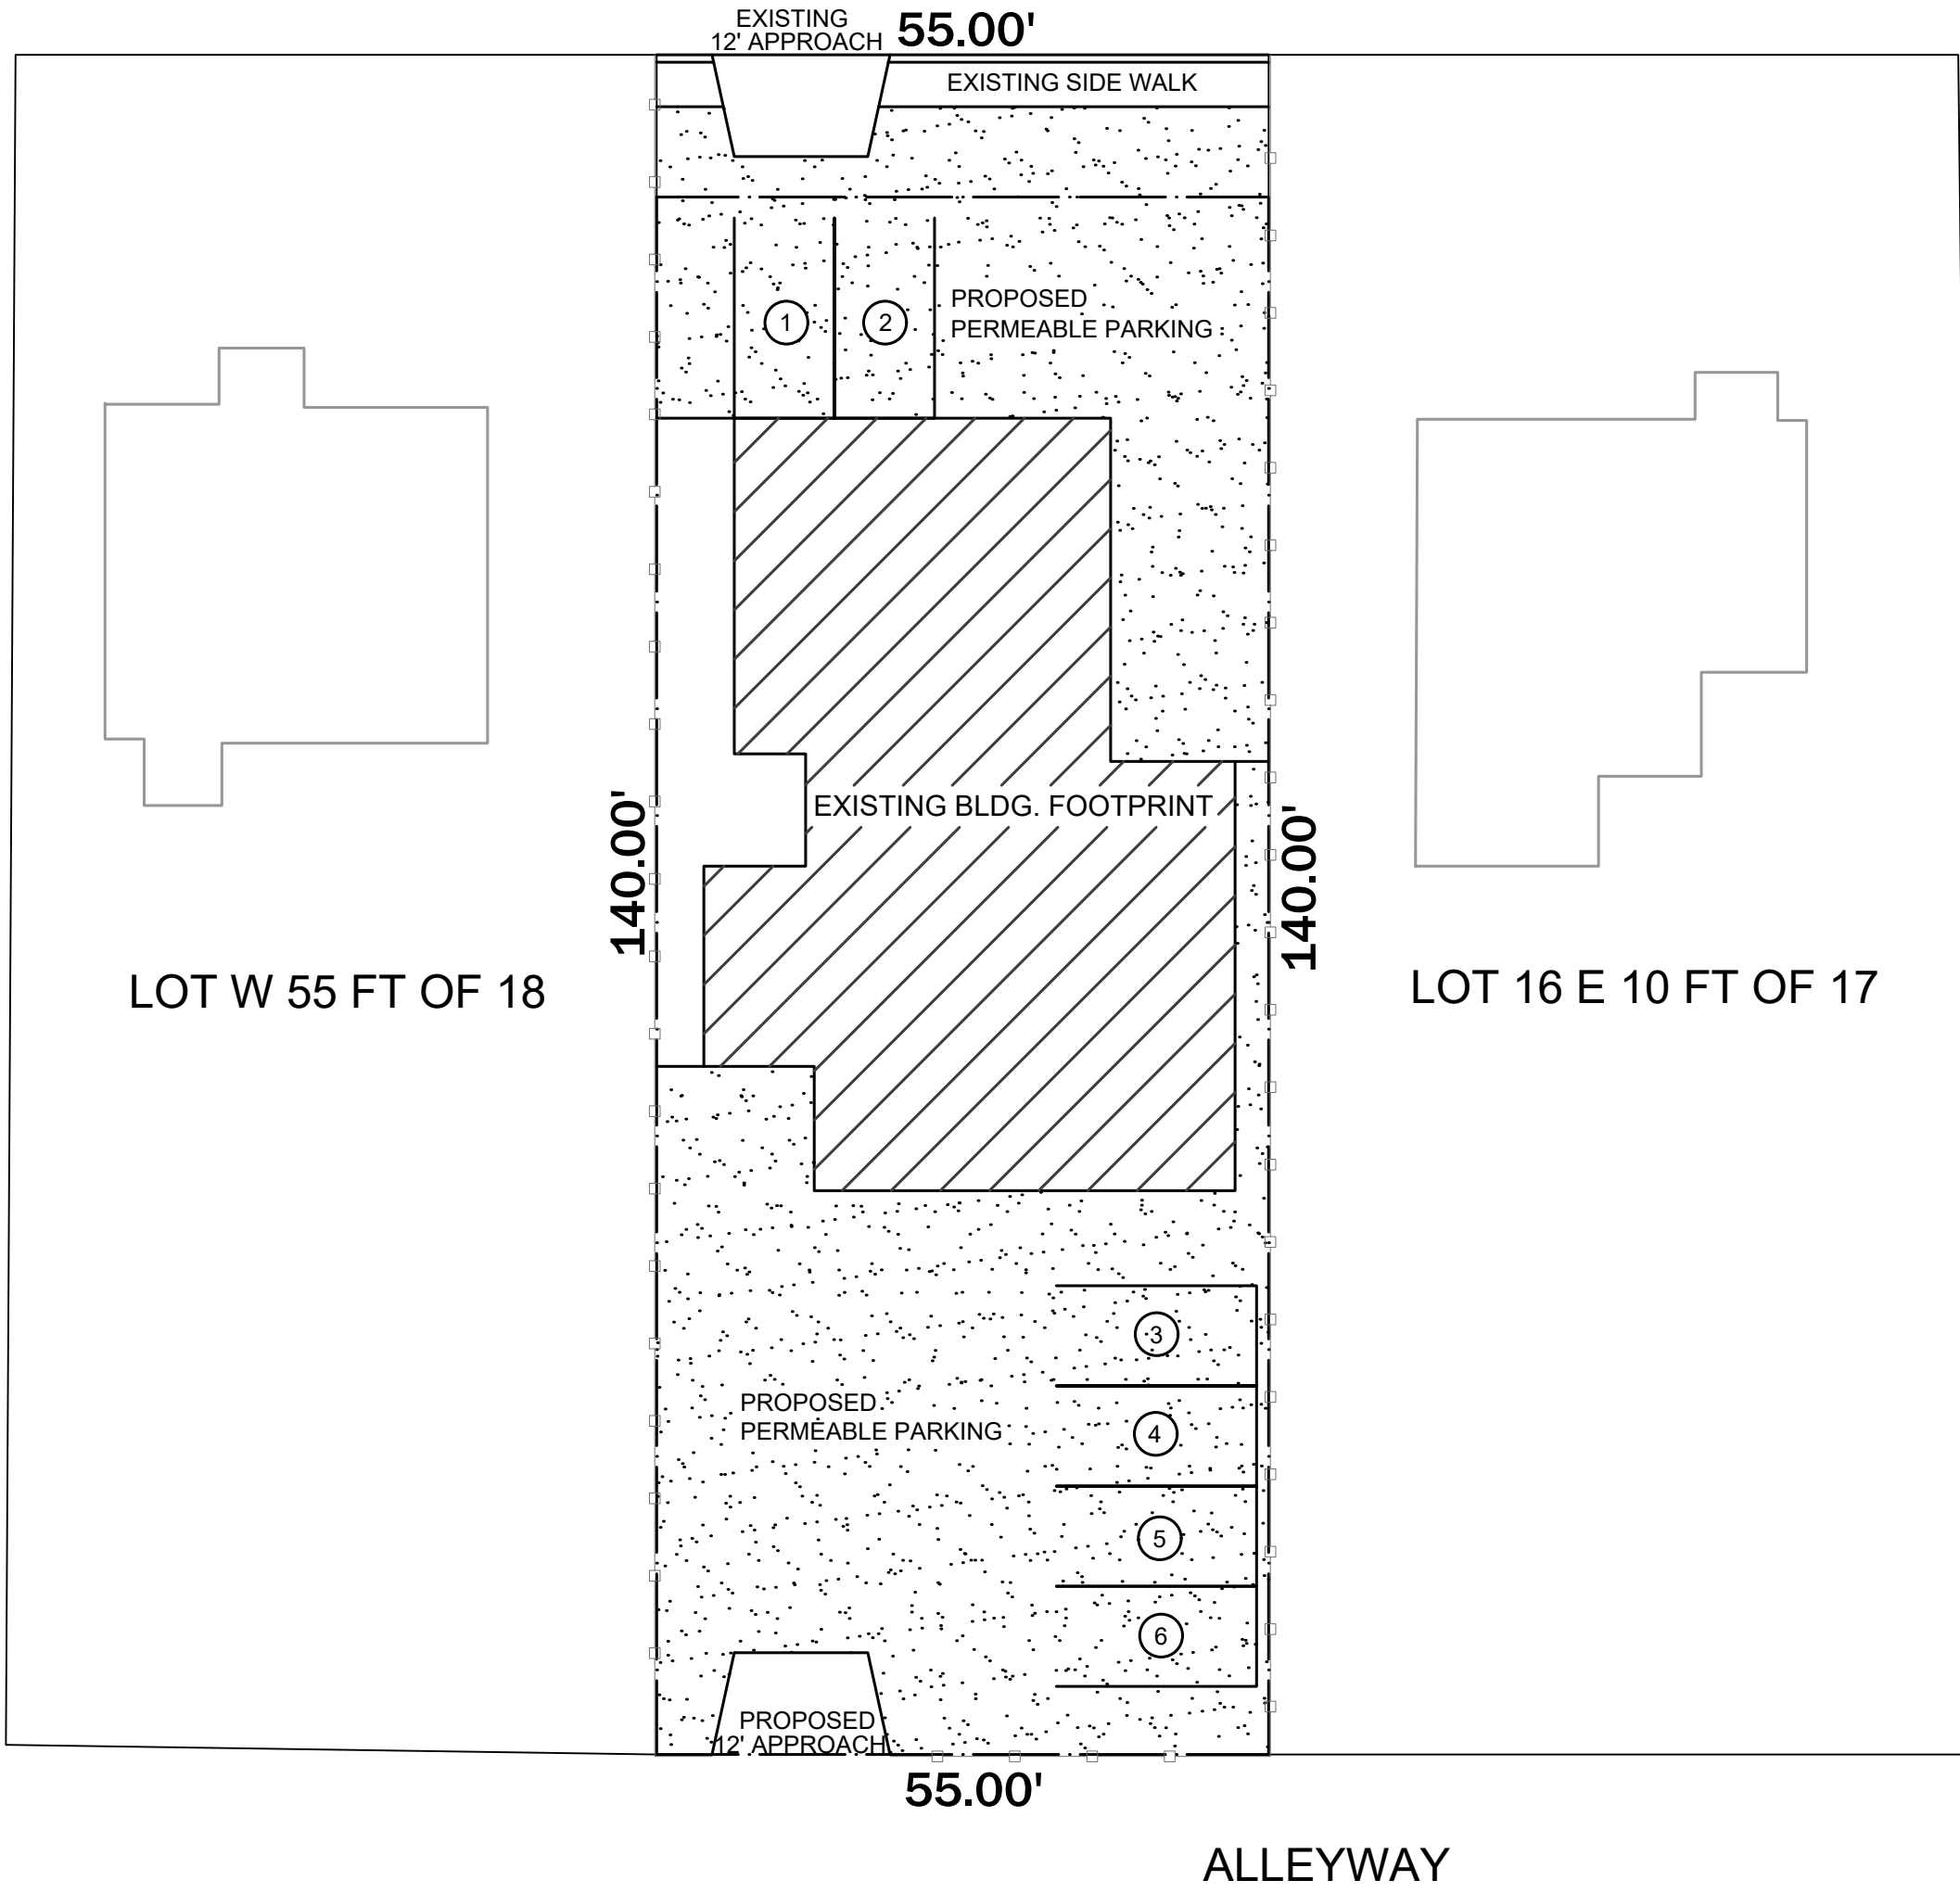 EXISTING
12' APPROACH
55.00'
EXISTING SIDE WALK
PROPOSED
PERMEABLE PARKING
1
2
EXISTING BLDG. FOOTPRINT
140.00'
140.00'
LOT W 55 FT OF 18
LOT 16 E 10 FT OF 17
3
PROPOSED
PERMEABLE PARKING
4
5
6
PROPOSED
12' APPROACH
55.00'
ALLEYWAY